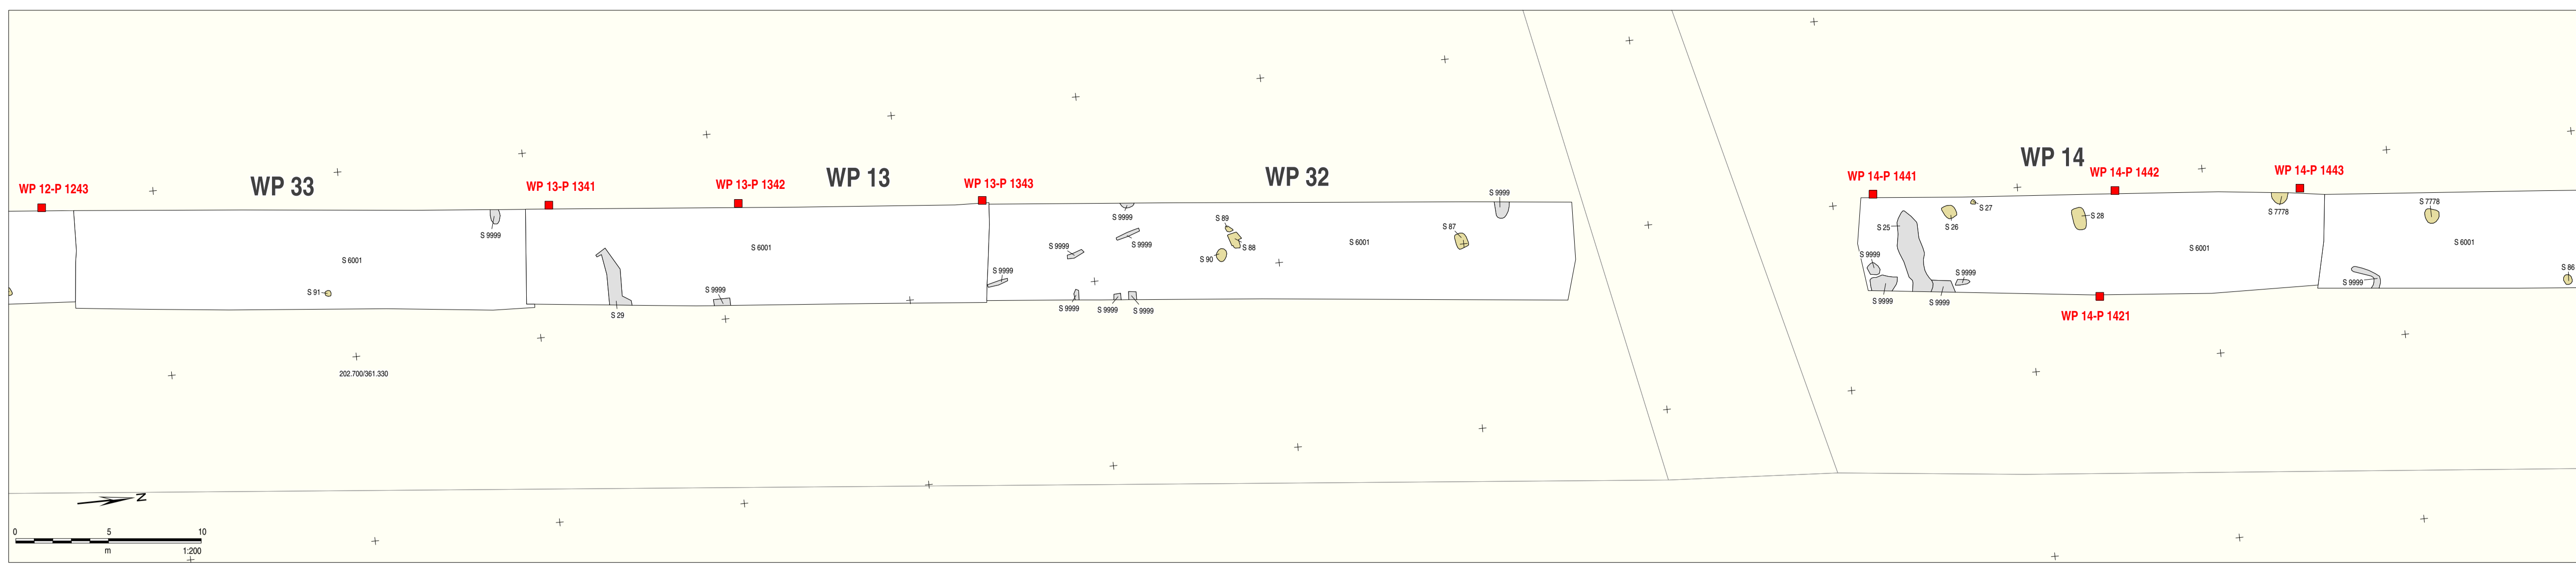 WP 12-P 1243
WP 33
S 9999
S 6001
S 91
202.700/361.330
N
0 5 10
m 1:200
WP 13-P 1341
WP 13-P 1342
WP 13
WP 13-P 1343
S 6001
S 9999
S 29
WP 32
S 9999
S 9999
S 9999
S 9999
S 9999
S 9999
S 9999
S 89
S 88
S 90
S 6001
S 87
S 9999
WP 14
WP 14-P 1441
WP 14-P 1442
WP 14-P 1443
S 25
S 27
S 26
S 28
S 7778
S 6001
S 9999
S 9999
S 9999
S 9999
WP 14-P 1421
S 7778
S 6001
S 9999
S 86